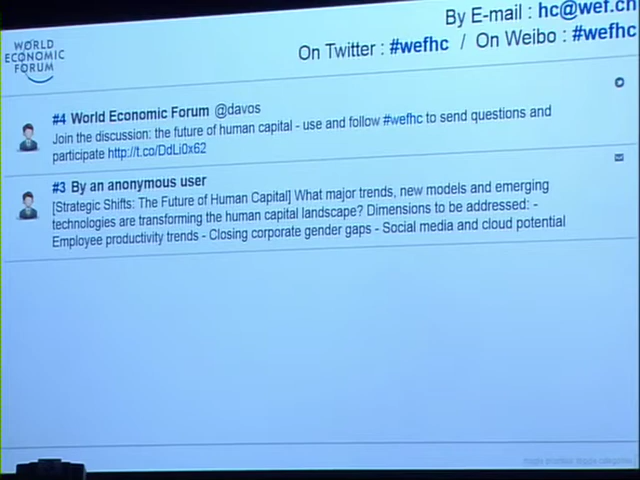 By E-mail : hc@wef.ch
On Twitter : #wefhc / On Weibo : #wefhc
WORLD
ECONOMIC
FORUM
#4 World Economic Forum @davos
Join the discussion: the future of human capital - use and follow #wefhc to send questions and
participate http://t.co/DdLi0x62
#3 By an anonymous user
[Strategic Shifts: The Future of Human Capital] What major trends, new models and emerging
technologies are transforming the human capital landscape? Dimensions to be addressed: -
Employee productivity trends - Closing corporate gender gaps - Social media and cloud potential